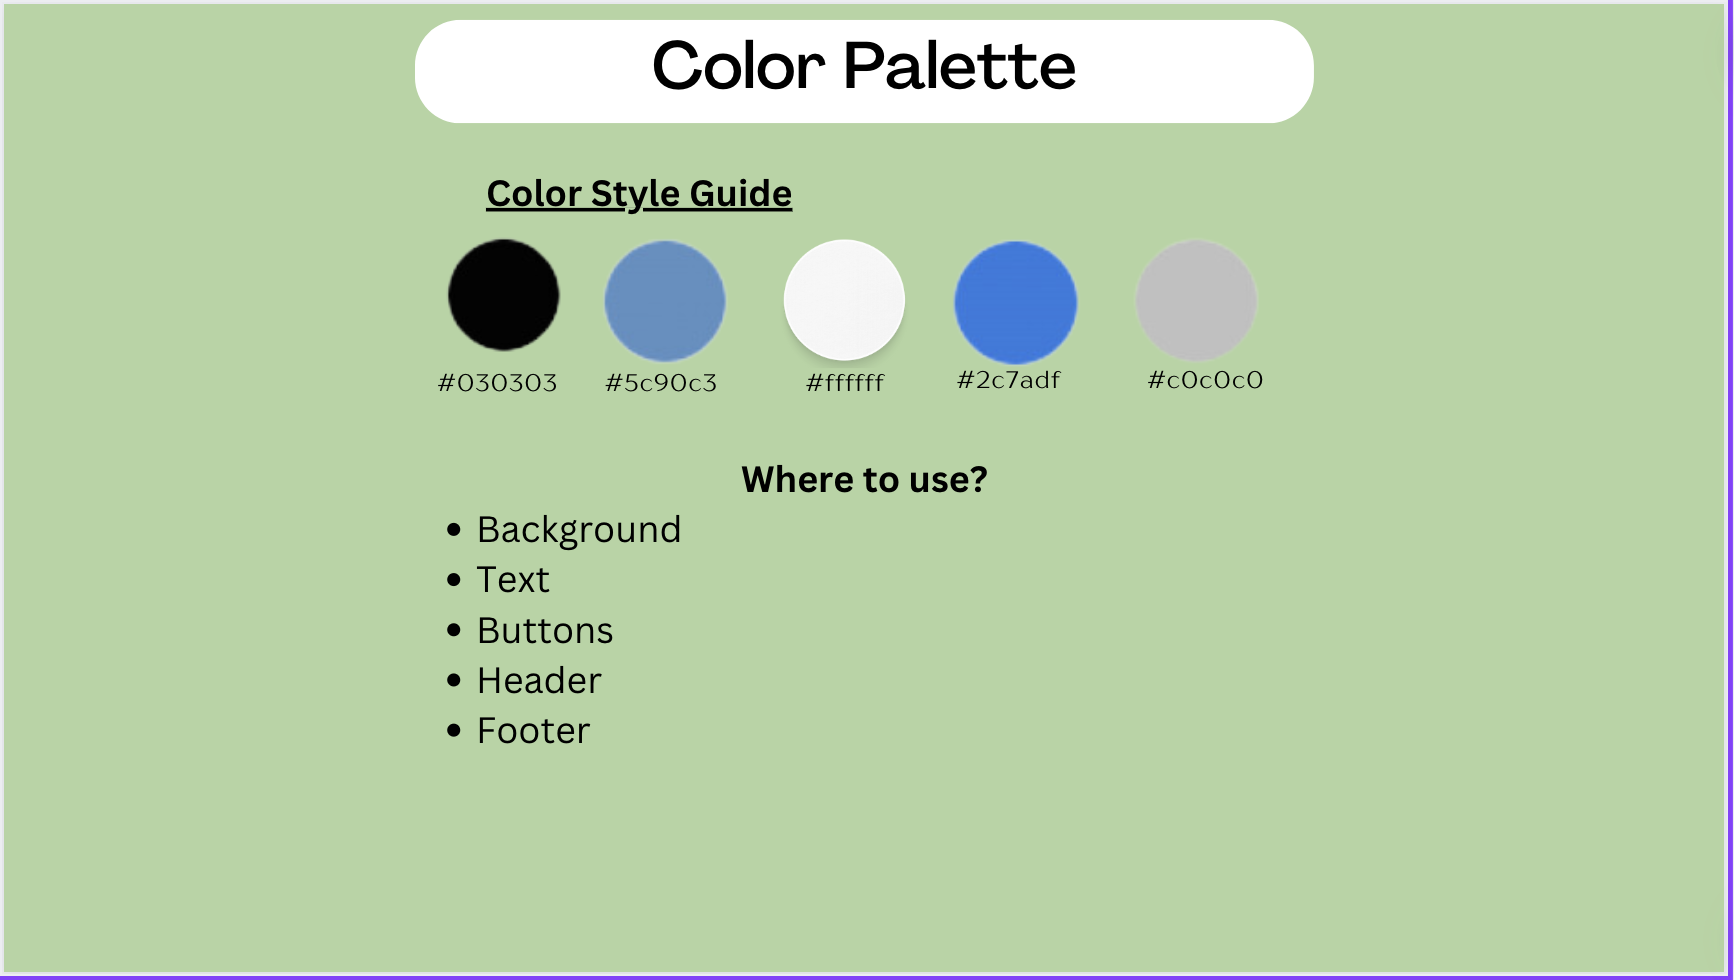 Color Palette
Color Style Guide
#030303 #5c90c3 #ffffff #2c7adf #c0c0c0
Where to use?
• Background
• Text
• Buttons
• Header
• Footer